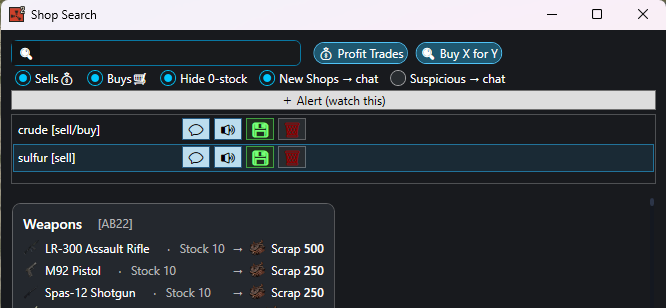 Shop Search
Profit Trades
Buy X for Y
Sells
Buys
Hide 0-stock
New Shops → chat
Suspicious → chat
+ Alert (watch this)
crude [sell/buy]
sulfur [sell]
Weapons [AB22]
LR-300 Assault Rifle · Stock 10 → Scrap 500
M92 Pistol · Stock 10 → Scrap 250
Spas-12 Shotgun · Stock 10 → Scrap 250